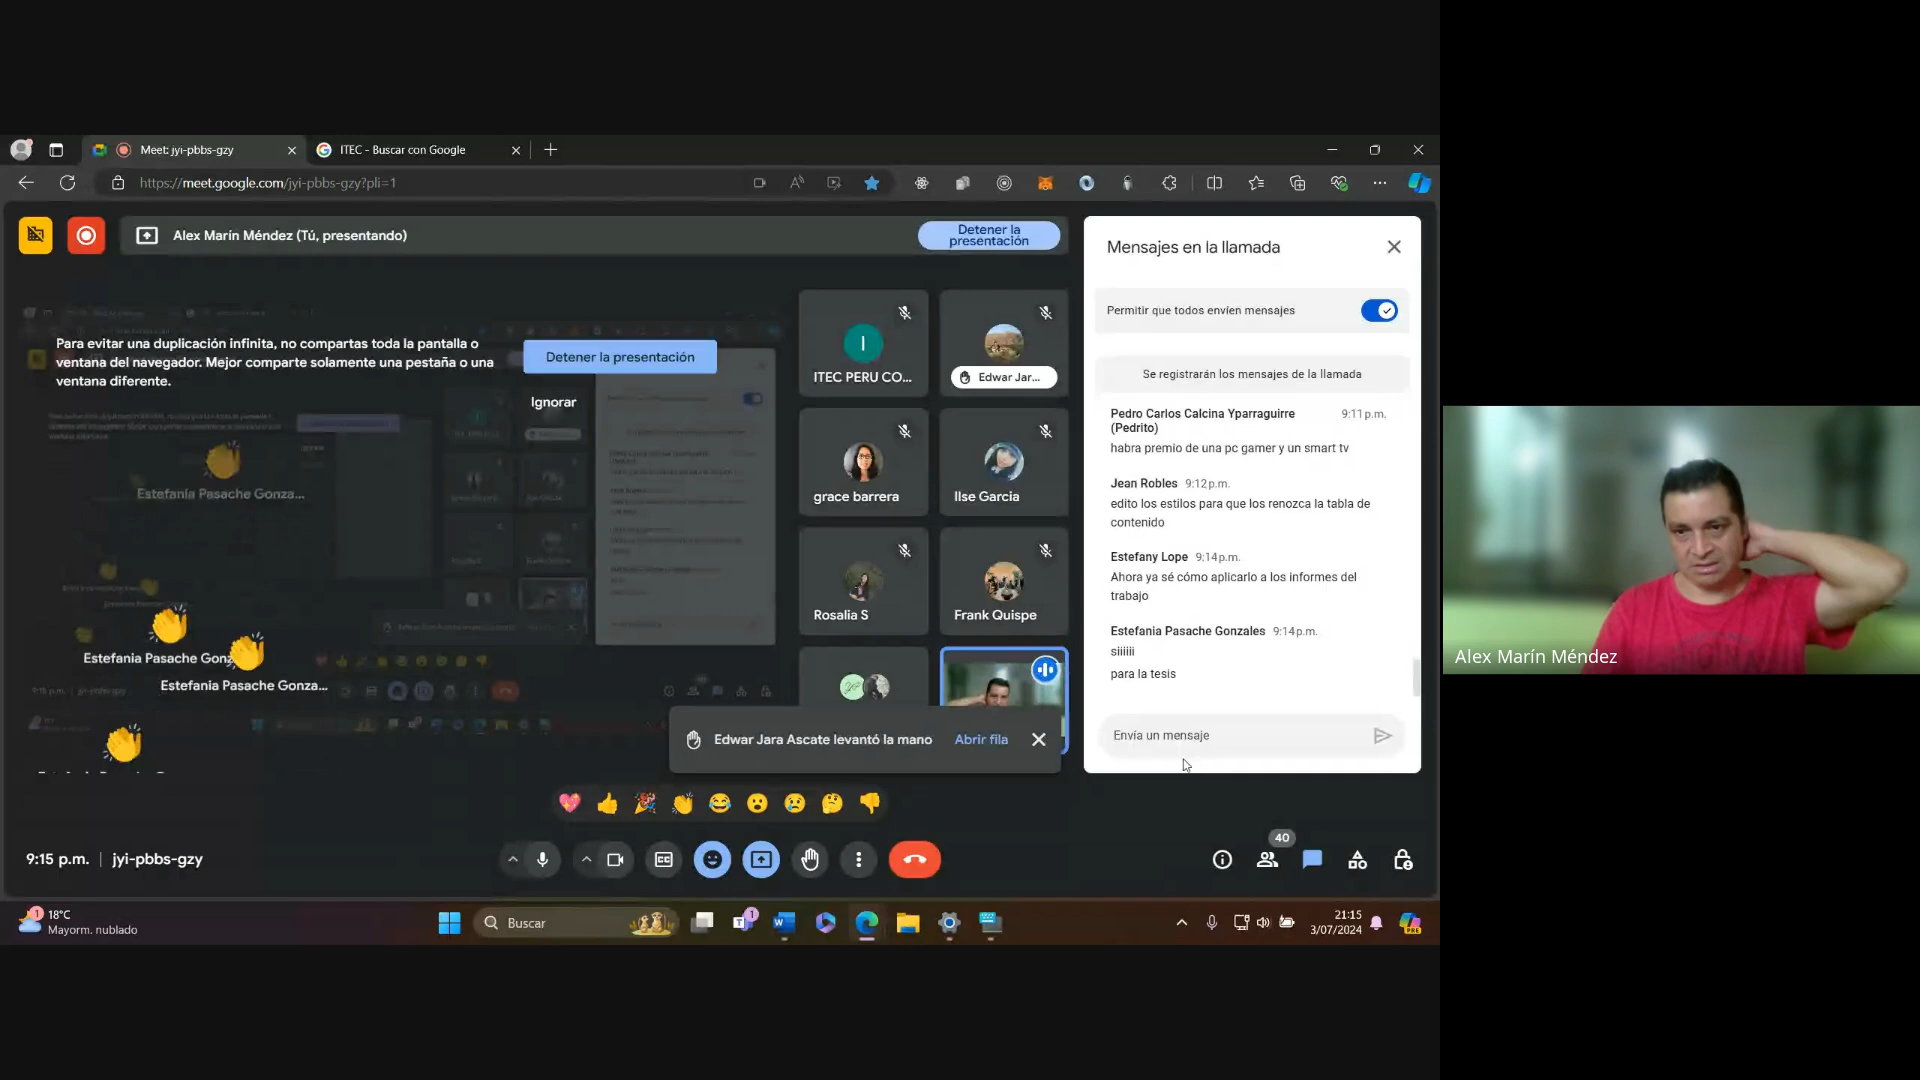 Meet: jyi-pbbs-gzy
ITEC - Buscar con Google
https://meet.google.com/jyi-pbbs-gzy?pli=1
Alex Marín Méndez (Tú, presentando)
Detener la
presentación
Para evitar una duplicación infinita, no compartas toda la pantalla o
ventana del navegador. Mejor comparte solamente una pestaña o una
ventana diferente.
Detener la presentación
Ignorar
Estefania Pasache Gonza...
Estefania Pasache Gonz
Estefania Pasache Gonza...
I
ITEC PERU CO...
Edwar Jar...
grace barrera
Ilse Garcia
Rosalia S
Frank Quispe
Edwar Jara Ascate levantó la mano
Abrir fila
Mensajes en la llamada
Permitir que todos envíen mensajes
Se registrarán los mensajes de la llamada
Pedro Carlos Calcina Yparraguirre
(Pedrito)
9:11 p.m.
habra premio de una pc gamer y un smart tv
Jean Robles 9:12 p.m.
edito los estilos para que los renozca la tabla de
contenido
Estefany Lope 9:14 p.m.
Ahora ya sé cómo aplicarlo a los informes del
trabajo
Estefania Pasache Gonzales 9:14 p.m.
siiiiii
para la tesis
Envía un mensaje
9:15 p.m. | jyi-pbbs-gzy
40
1
18°C
Mayorm. nublado
Buscar
1
21:15
3/07/2024
Alex Marín Méndez